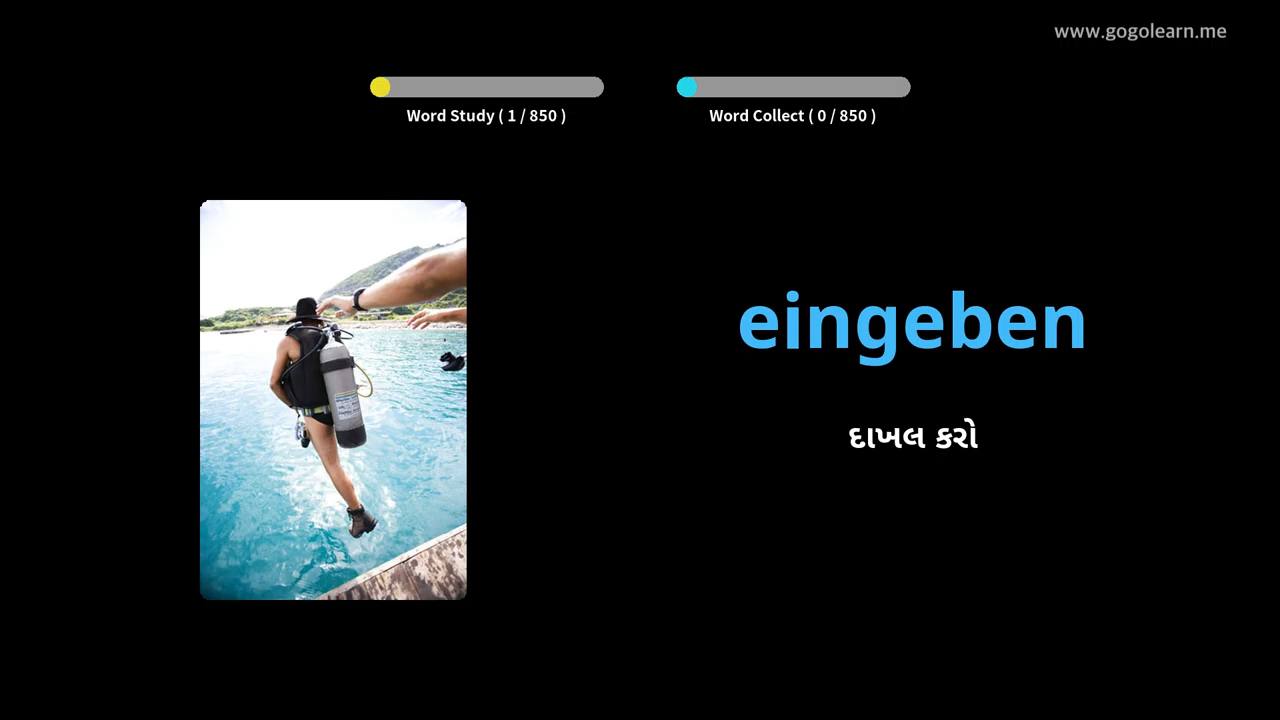 www.gogolearn.me
Word Study ( 1 / 850 )
Word Collect ( 0 / 850 )
eingeben
દાખલ કરો